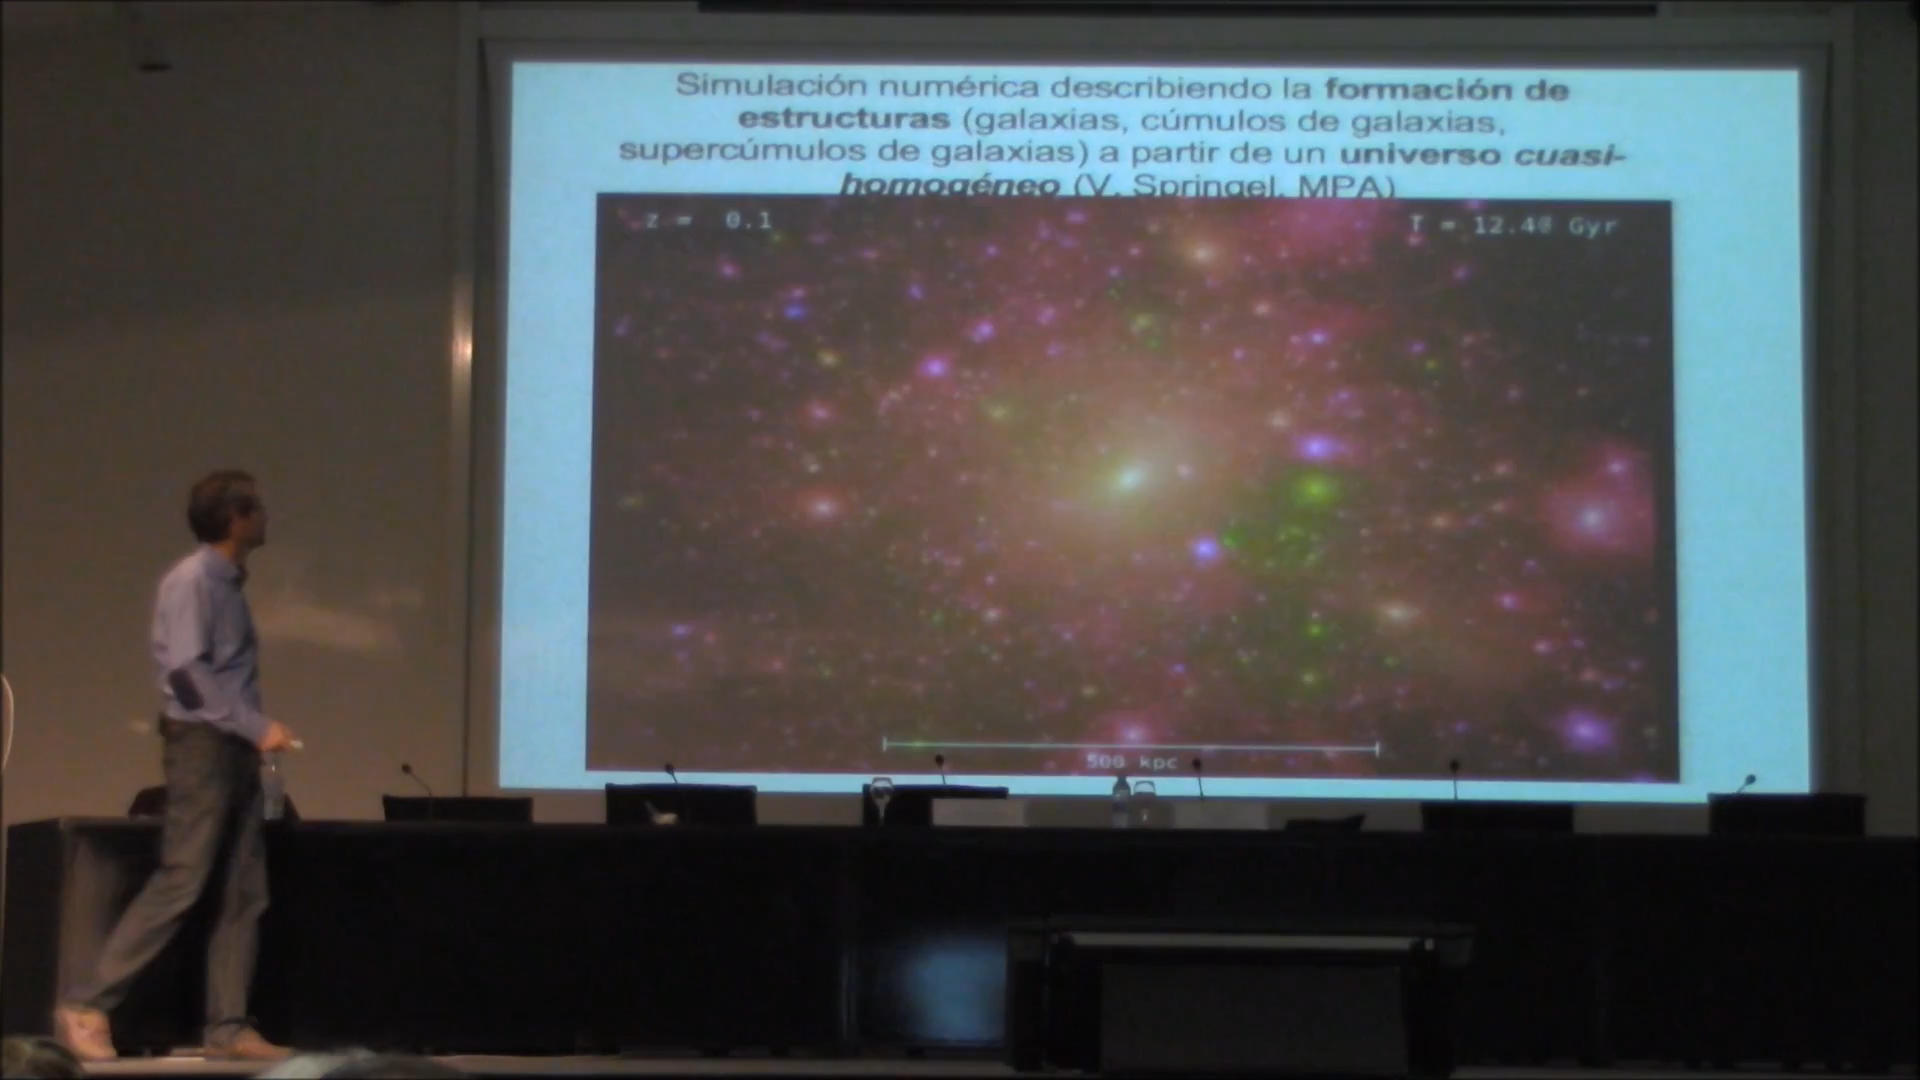 Simulación numérica describiendo la formación de
estructuras (galaxias, cúmulos de galaxias,
supercúmulos de galaxias) a partir de un universo cuasi-
homogéneo (V. Springel, MPA)
z = 0.1
T = 12.40 Gyr
500 kpc